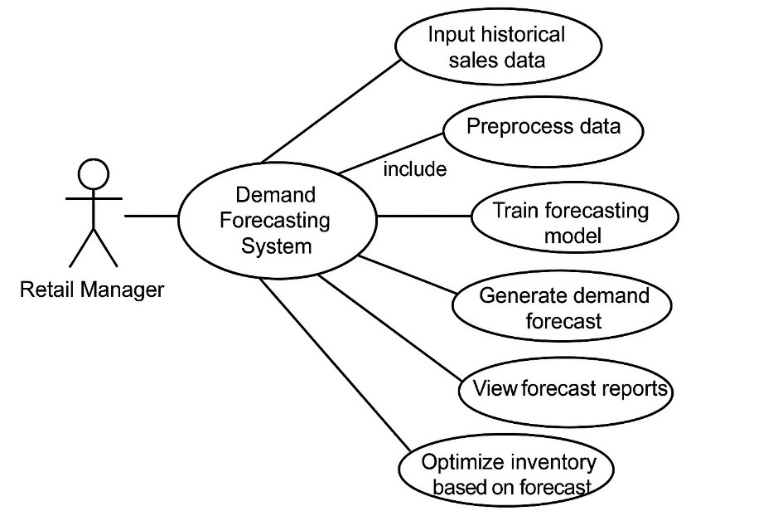 Input historical
sales data
Preprocess data
include
Demand
Forecasting
System
Train forecasting
model
Retail Manager
Generate demand
forecast
View forecast reports
Optimize inventory
based on forecast